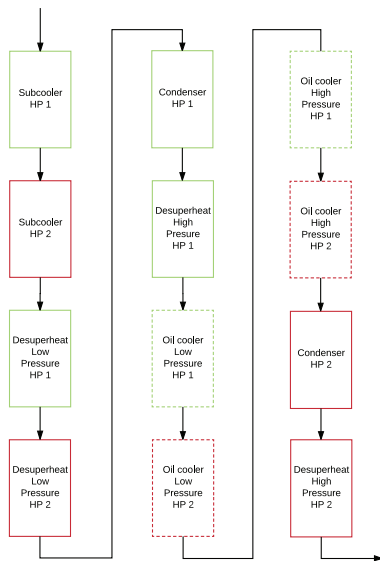 Subcooler
HP 1
Subcooler
HP 2
Desuperheat
Low
Pressure
HP 1
Desuperheat
Low
Pressure
HP 2
Condenser
HP 1
Desuperheat
High
Presure
HP 1
Oil cooler
Low
Pressure
HP 1
Oil cooler
Low
Pressure
HP 2
Oil cooler
High
Pressure
HP 1
Oil cooler
High
Pressure
HP 2
Condenser
HP 2
Desuperheat
High
Pressure
HP 2